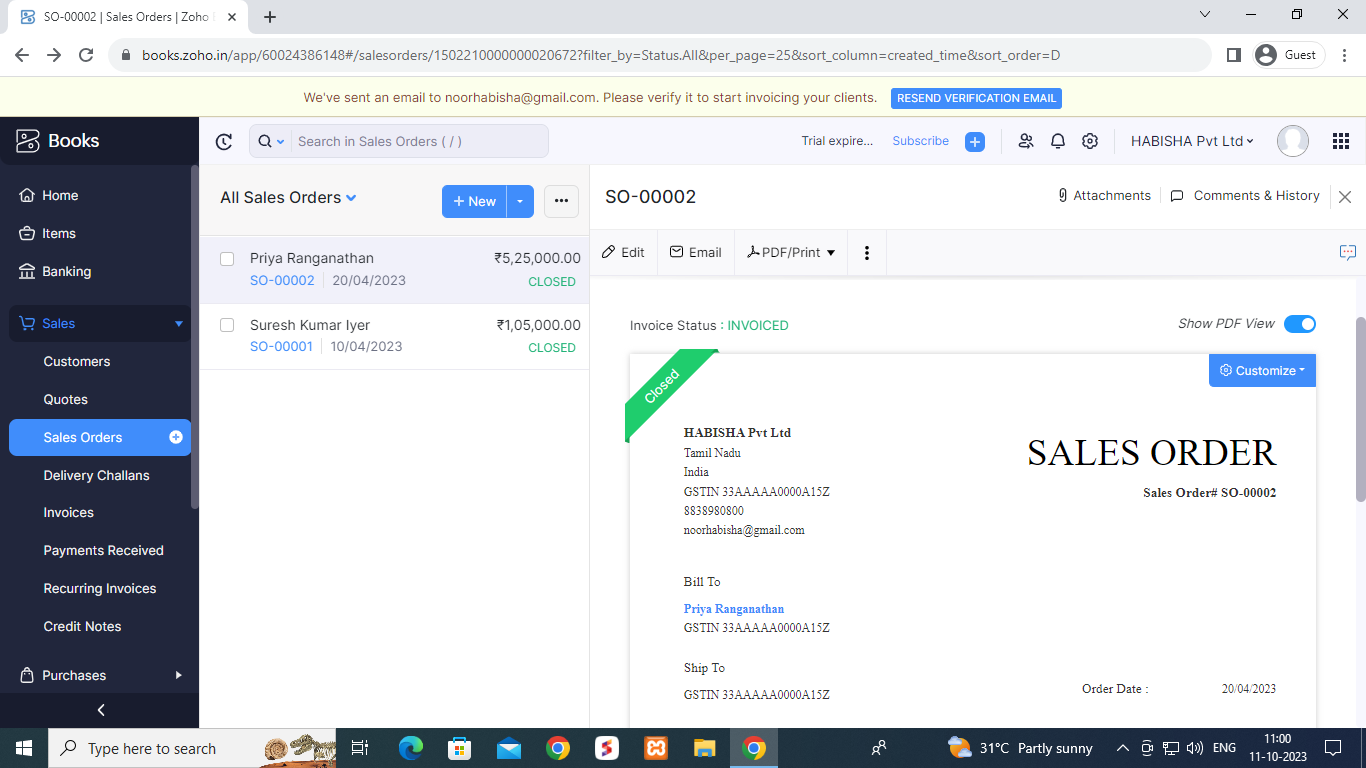 SO-00002 | Sales Orders | Zoho
books.zoho.in/app/60024386148#/salesorders/1502210000000020672?filter_by=Status.All&per_page=25&sort_column=created_time&sort_order=D
Guest
We've sent an email to noorhabisha@gmail.com. Please verify it to start invoicing your clients. RESEND VERIFICATION EMAIL
Books
Search in Sales Orders ( / )
Trial expire... Subscribe
HABISHA Pvt Ltd
Home
Items
Banking
Sales
Customers
Quotes
Sales Orders
Delivery Challans
Invoices
Payments Received
Recurring Invoices
Credit Notes
Purchases
All Sales Orders
+ New
Priya Ranganathan ₹5,25,000.00
SO-00002 | 20/04/2023 CLOSED
Suresh Kumar Iyer ₹1,05,000.00
SO-00001 | 10/04/2023 CLOSED
SO-00002
Attachments
Comments & History
Edit
Email
PDF/Print
Invoice Status : INVOICED
Show PDF View
Closed
Customize
HABISHA Pvt Ltd
Tamil Nadu
India
GSTIN 33AAAAA0000A15Z
8838980800
noorhabisha@gmail.com
SALES ORDER
Sales Order# SO-00002
Bill To
Priya Ranganathan
GSTIN 33AAAAA0000A15Z
Ship To
GSTIN 33AAAAA0000A15Z
Order Date : 20/04/2023
Type here to search
31°C Partly sunny
ENG
11:00
11-10-2023